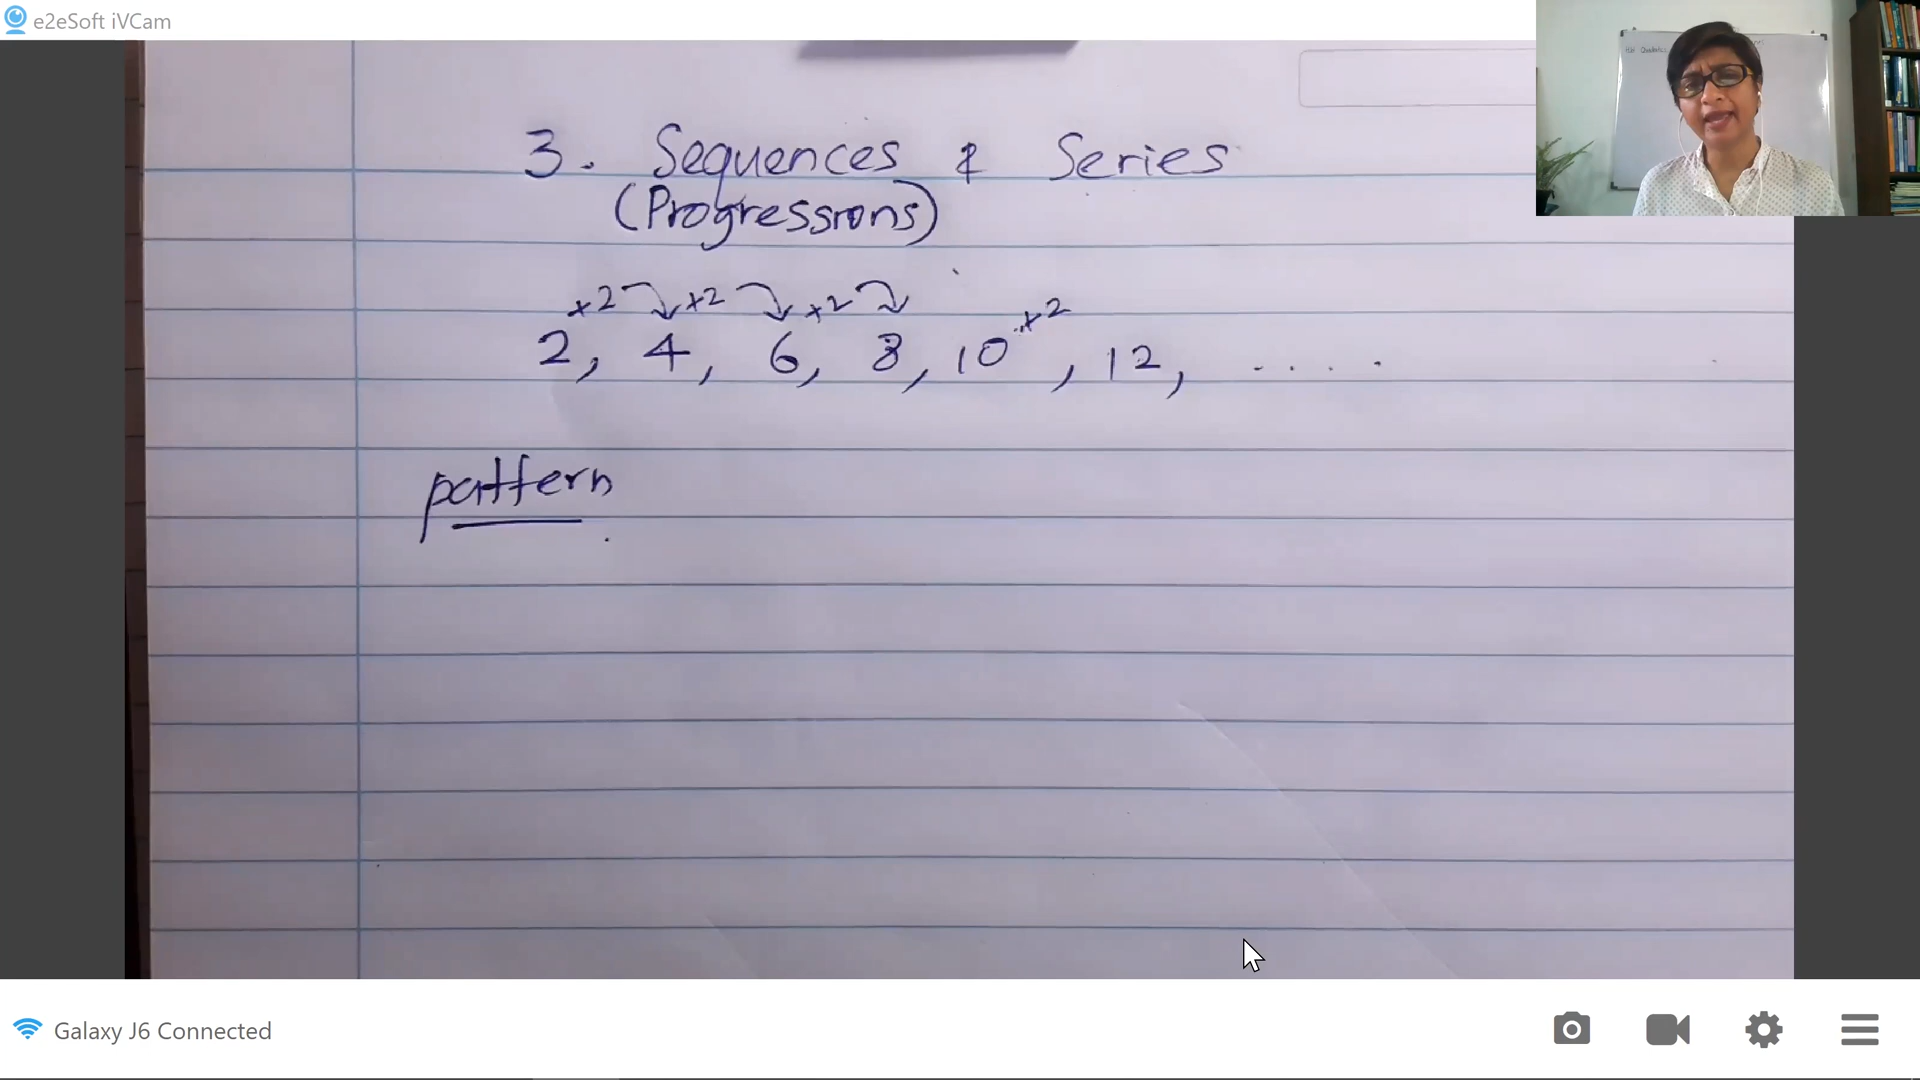 e2eSoft iVCam
3. Sequences & Series
(Progressions)
+2 +2 +2 +2
2, 4, 6, 8, 10, 12, .....
pattern
Galaxy J6 Connected